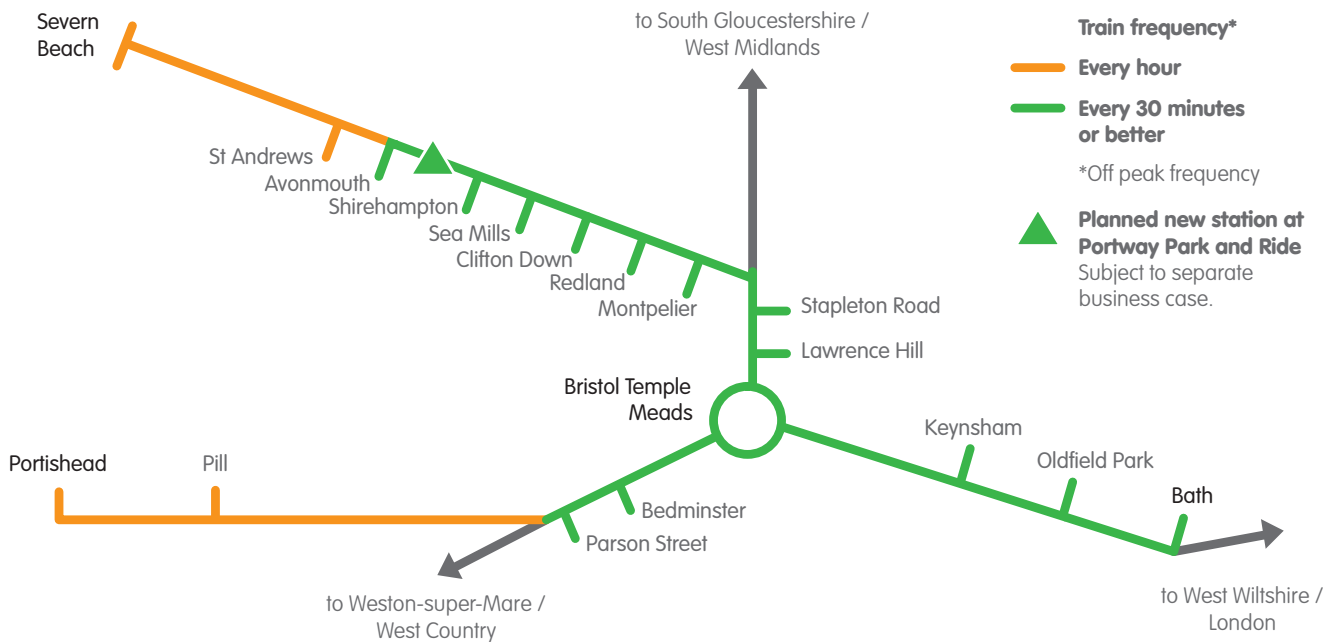 Severn
Beach
to South Gloucestershire /
West Midlands
Train frequency*
Every hour
Every 30 minutes
or better
*Off peak frequency
Planned new station at
Portway Park and Ride
Subject to separate
business case.
St Andrews
Avonmouth
Shirehampton
Sea Mills
Clifton Down
Redland
Montpelier
Stapleton Road
Lawrence Hill
Bristol Temple
Meads
Keynsham
Oldfield Park
Bath
Portishead
Pill
Bedminster
Parson Street
to Weston-super-Mare /
West Country
to West Wiltshire /
London